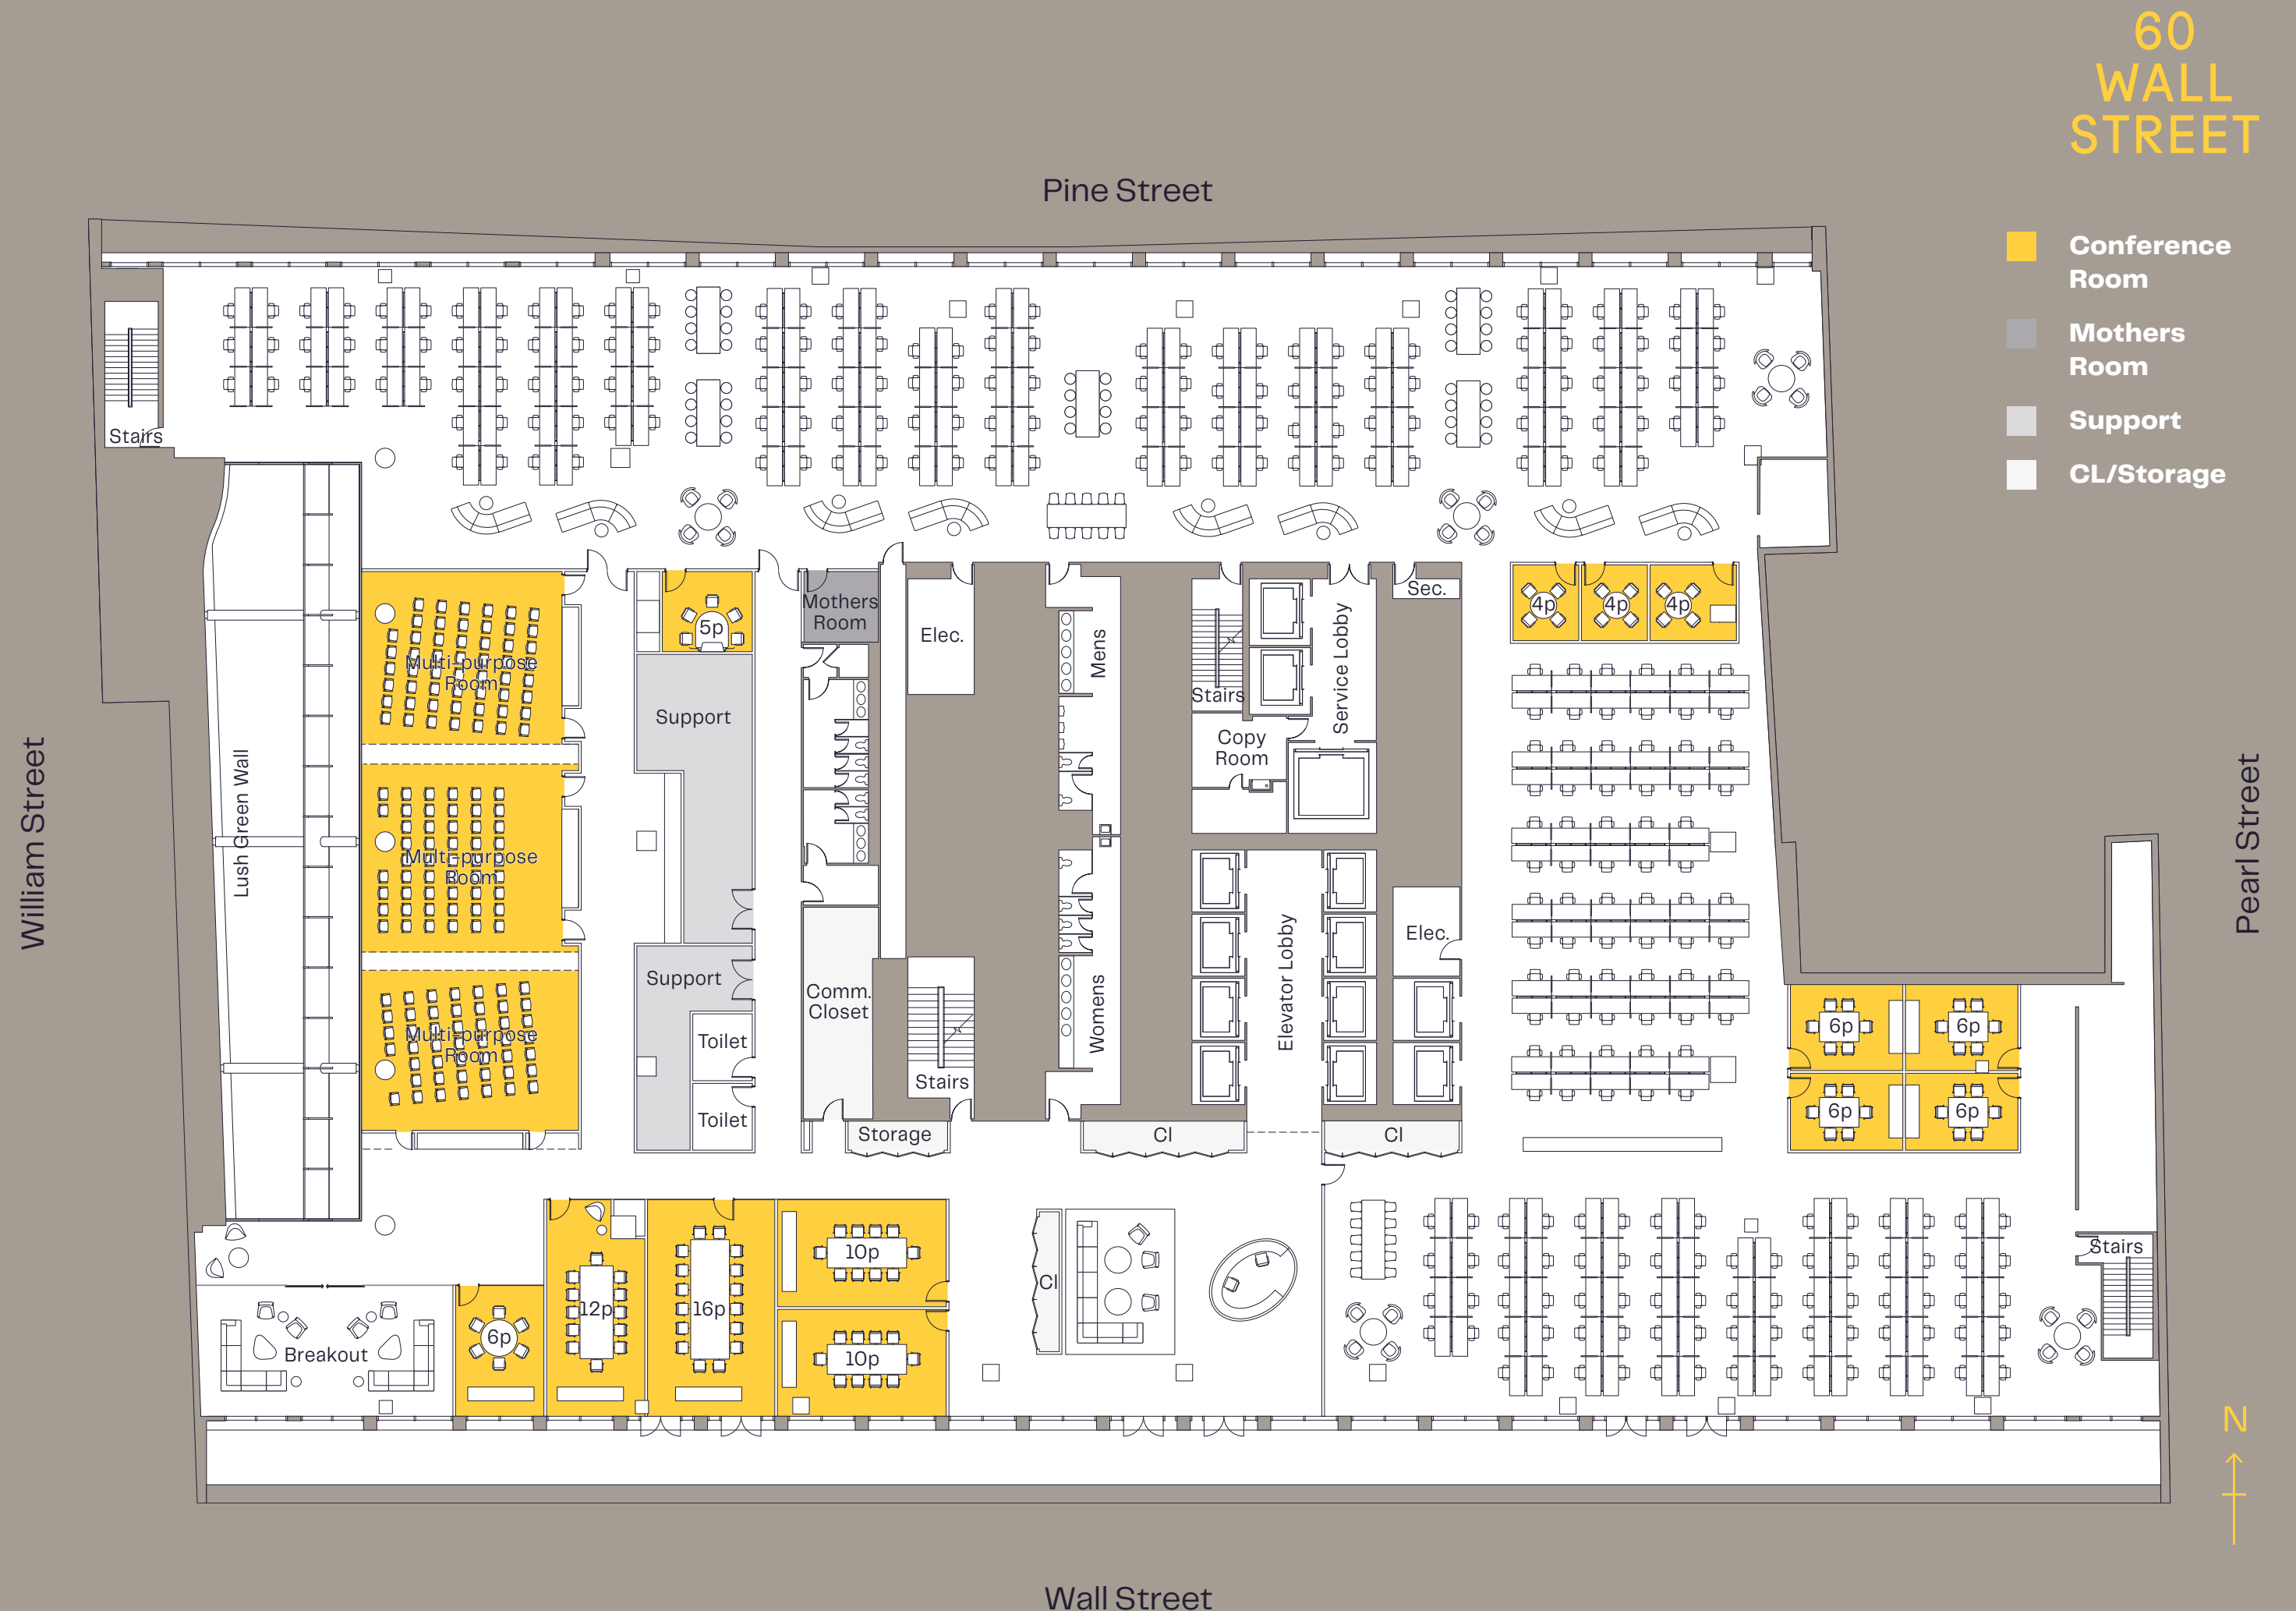 60
WALL
STREET
Pine Street
Conference
Room
Mothers
Room
Support
CL/Storage
Stairs
Mothers
Room
5p
Elec.
Mens
Stairs
Service Lobby
Sec.
4p
4p
4p
Multi-purpose
Room
Support
Copy
Room
William Street
Lush Green Wall
Pearl Street
Multi-purpose
Room
Support
Comm.
Closet
Womens
Elevator Lobby
Elec.
6p
6p
Multi-purpose
Room
Toilet
Stairs
6p
6p
Toilet
Storage
Cl
Cl
Stairs
10p
Cl
12p
16p
6p
Breakout
10p
N
Wall Street